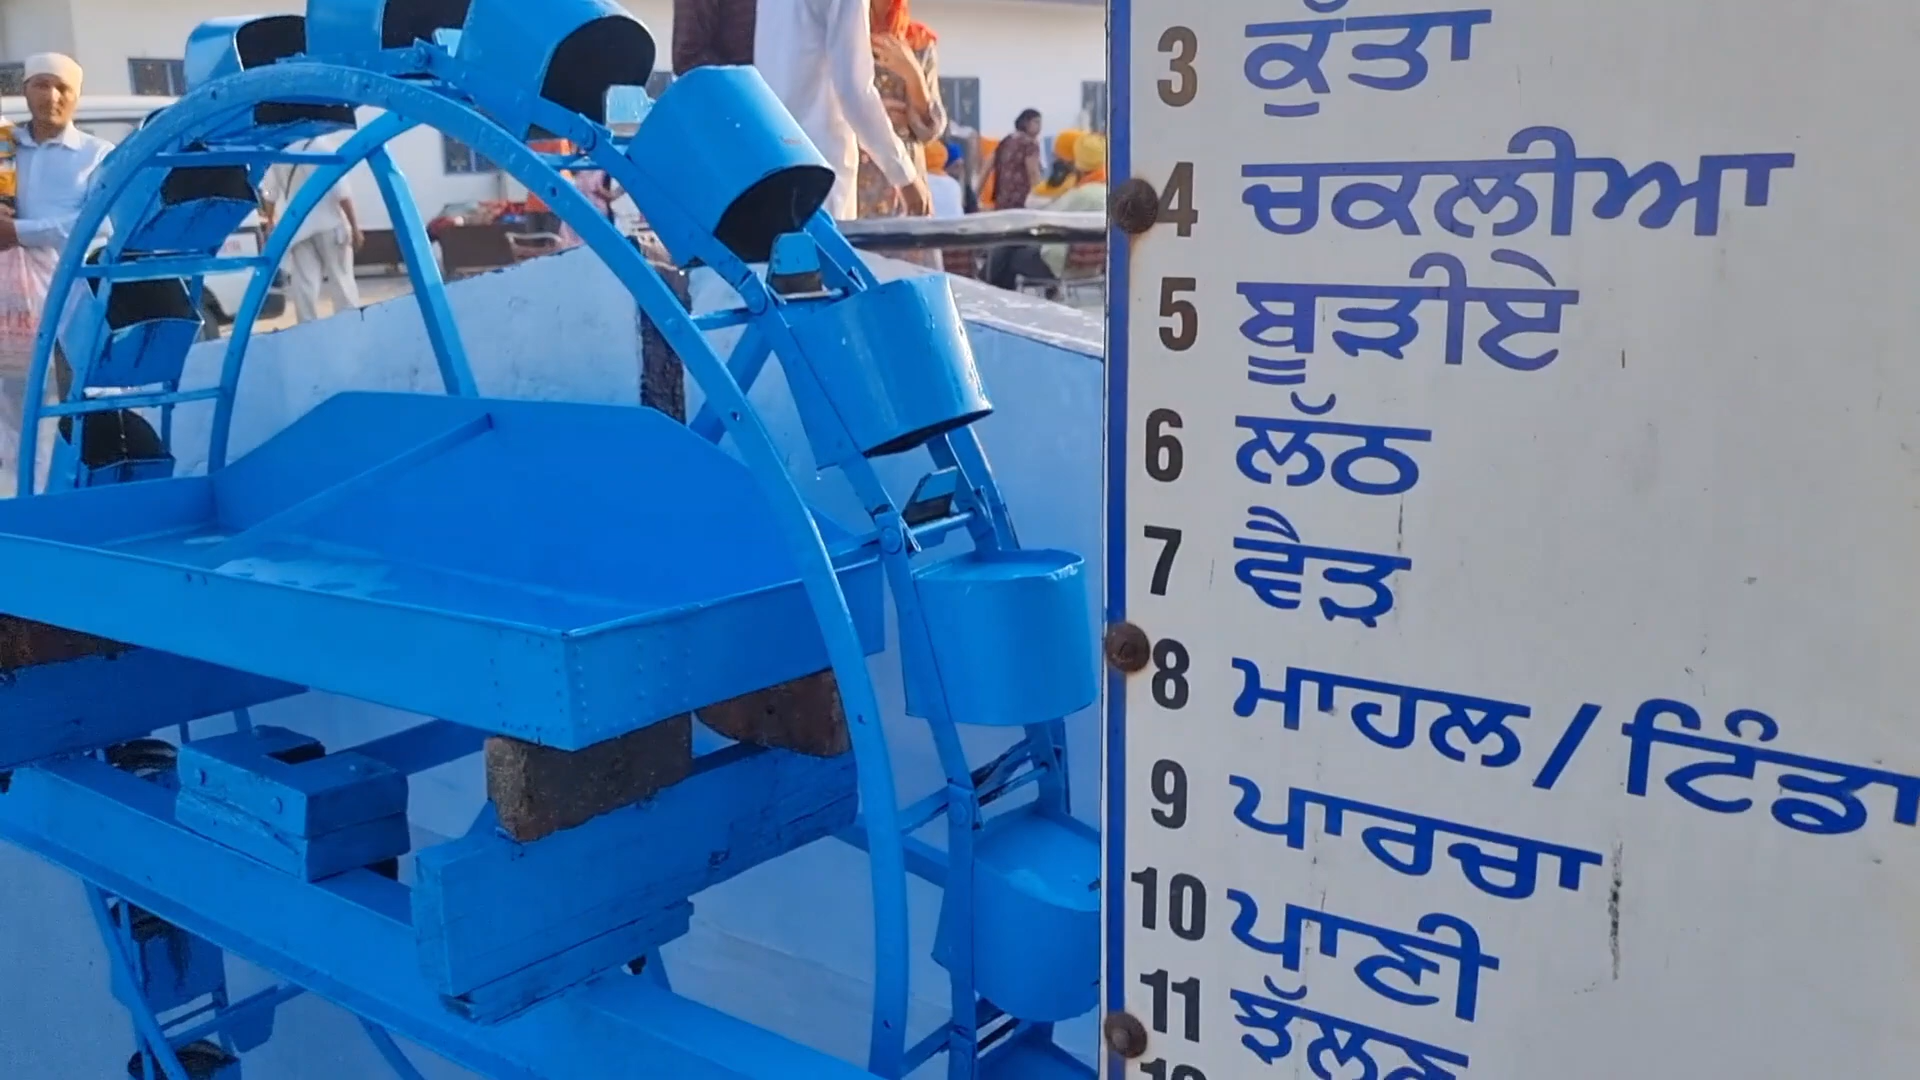 3 ਕੁੱਤਾ
4 ਚਕਲੀਆ
5 ਬੂੜੀਏ
6 ਲੱਠ
7 ਵੈੜ
8 ਮਾਹਲ / ਟਿੰਡਾ
9 ਪਾਰਚਾ
10 ਪਾਣੀ
11